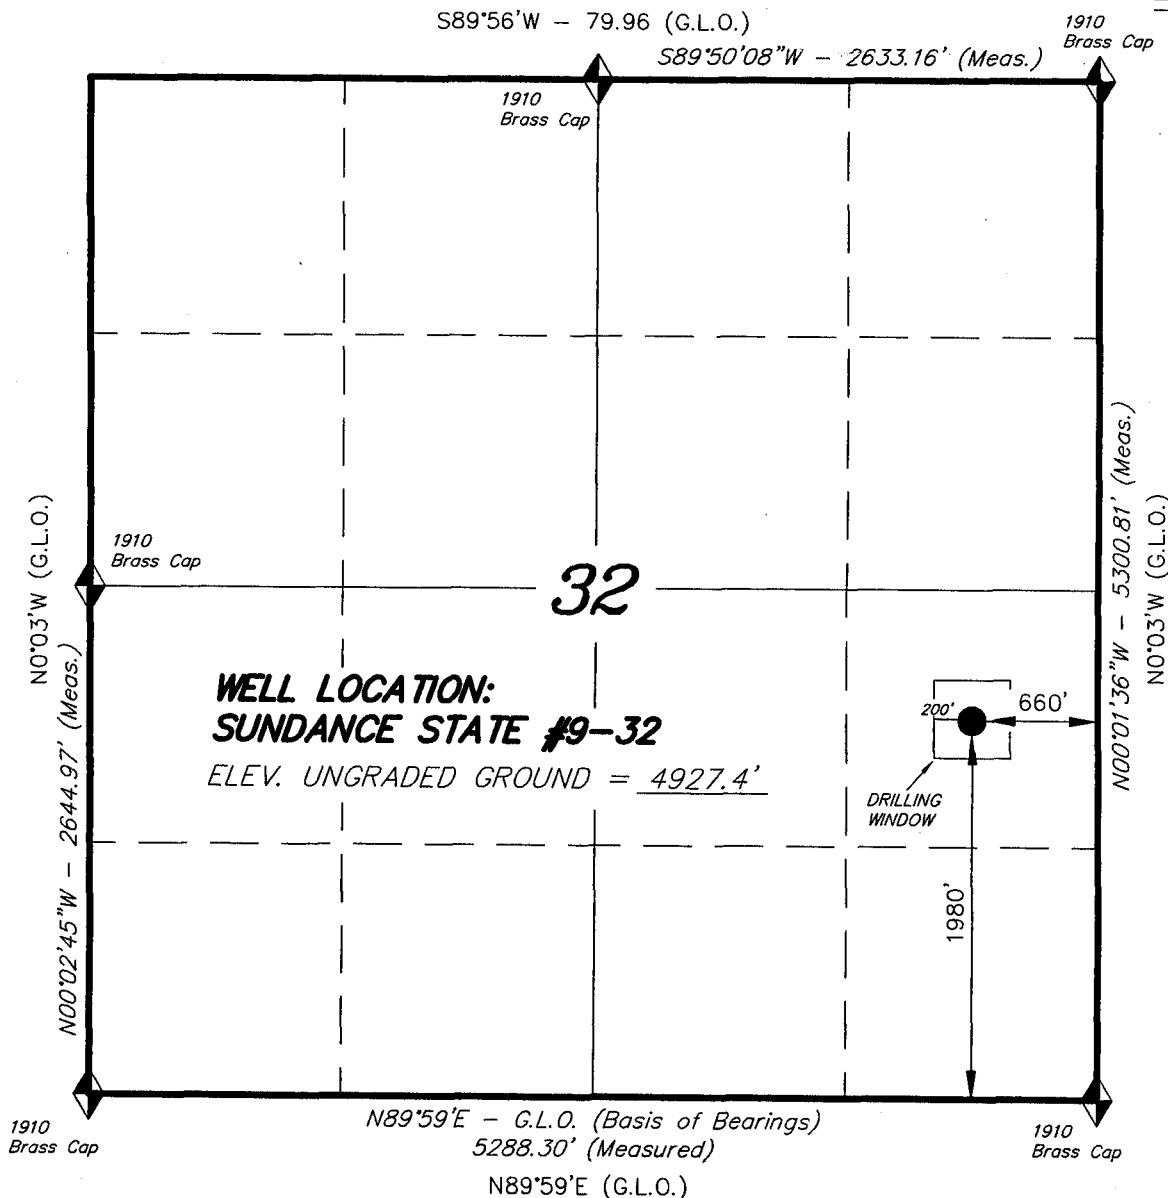 S89°56'W – 79.96 (G.L.O.)
1910
Brass Cap
S89°50'08"W – 2633.16' (Meas.)
1910
Brass Cap
N0°03'W (G.L.O.)
1910
Brass Cap
N00°01'36"W – 5300.81' (Meas.)
N0°03'W (G.L.O.)
32
N00°02'45"W – 2644.97' (Meas.)
WELL LOCATION:
SUNDANCE STATE #9–32
ELEV. UNGRADED GROUND = 4927.4'
200'
660'
DRILLING
WINDOW
1980'
1910
Brass Cap
N89°59'E – G.L.O. (Basis of Bearings)
5288.30' (Measured)
N89°59'E (G.L.O.)
1910
Brass Cap